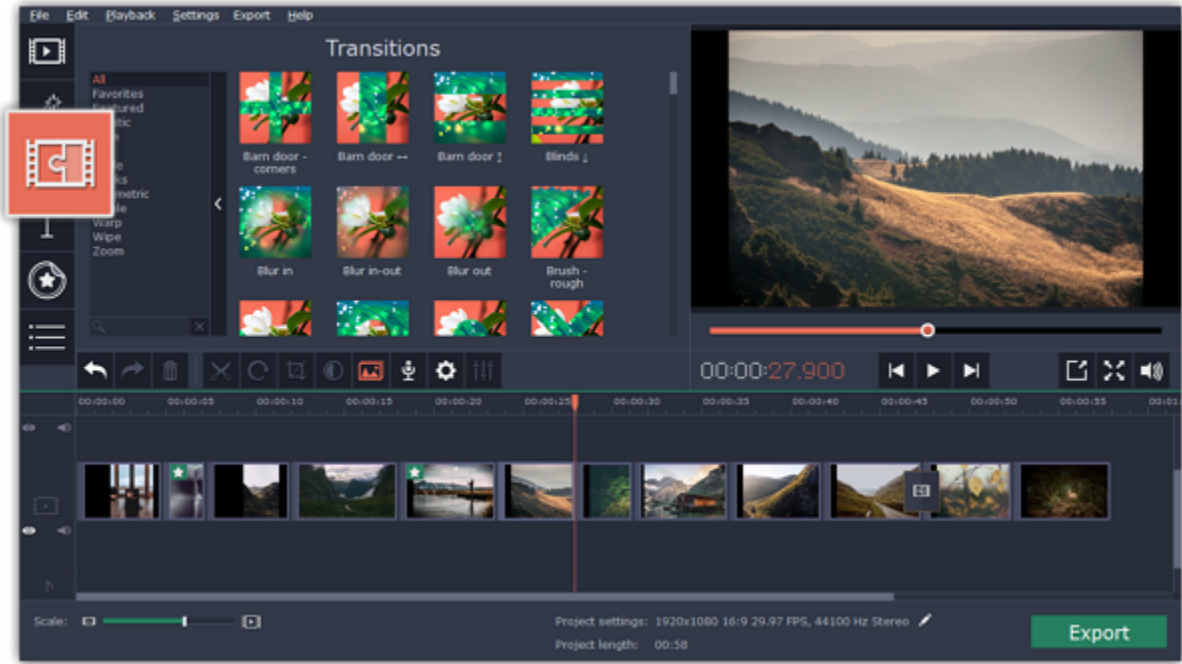 File Edit Playback Settings Export Help
Transitions
All
Favorites
Warp
Wipe
Zoom
Barn door - corners
Barn door ↔
Barn door ↕
Blinds ↓
Blur in
Blur in-out
Blur out
Brush - rough
00:00:27.900
00:00:00 00:00:05 00:00:10 00:00:15 00:00:20 00:00:25 00:00:30 00:00:35 00:00:40 00:00:45 00:00:50 00:00:55
Scale:
Project settings: 1920x1080 16:9 29.97 FPS, 44100 Hz Stereo
Project length: 00:58
Export